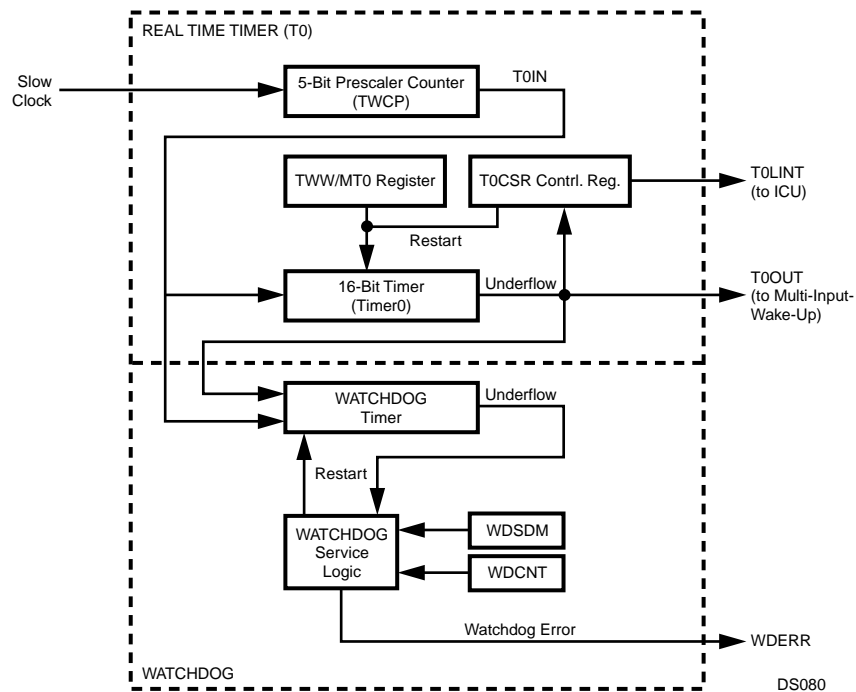 REAL TIME TIMER (T0)
Slow
Clock
5-Bit Prescaler Counter
(TWCP)
T0IN
TWW/MT0 Register
T0CSR Contrl. Reg.
T0LINT
(to ICU)
Restart
16-Bit Timer
(Timer0)
Underflow
T0OUT
(to Multi-Input-
Wake-Up)
WATCHDOG
Timer
Underflow
Restart
WATCHDOG
Service
Logic
WDSDM
WDCNT
Watchdog Error
WDERR
WATCHDOG
DS080